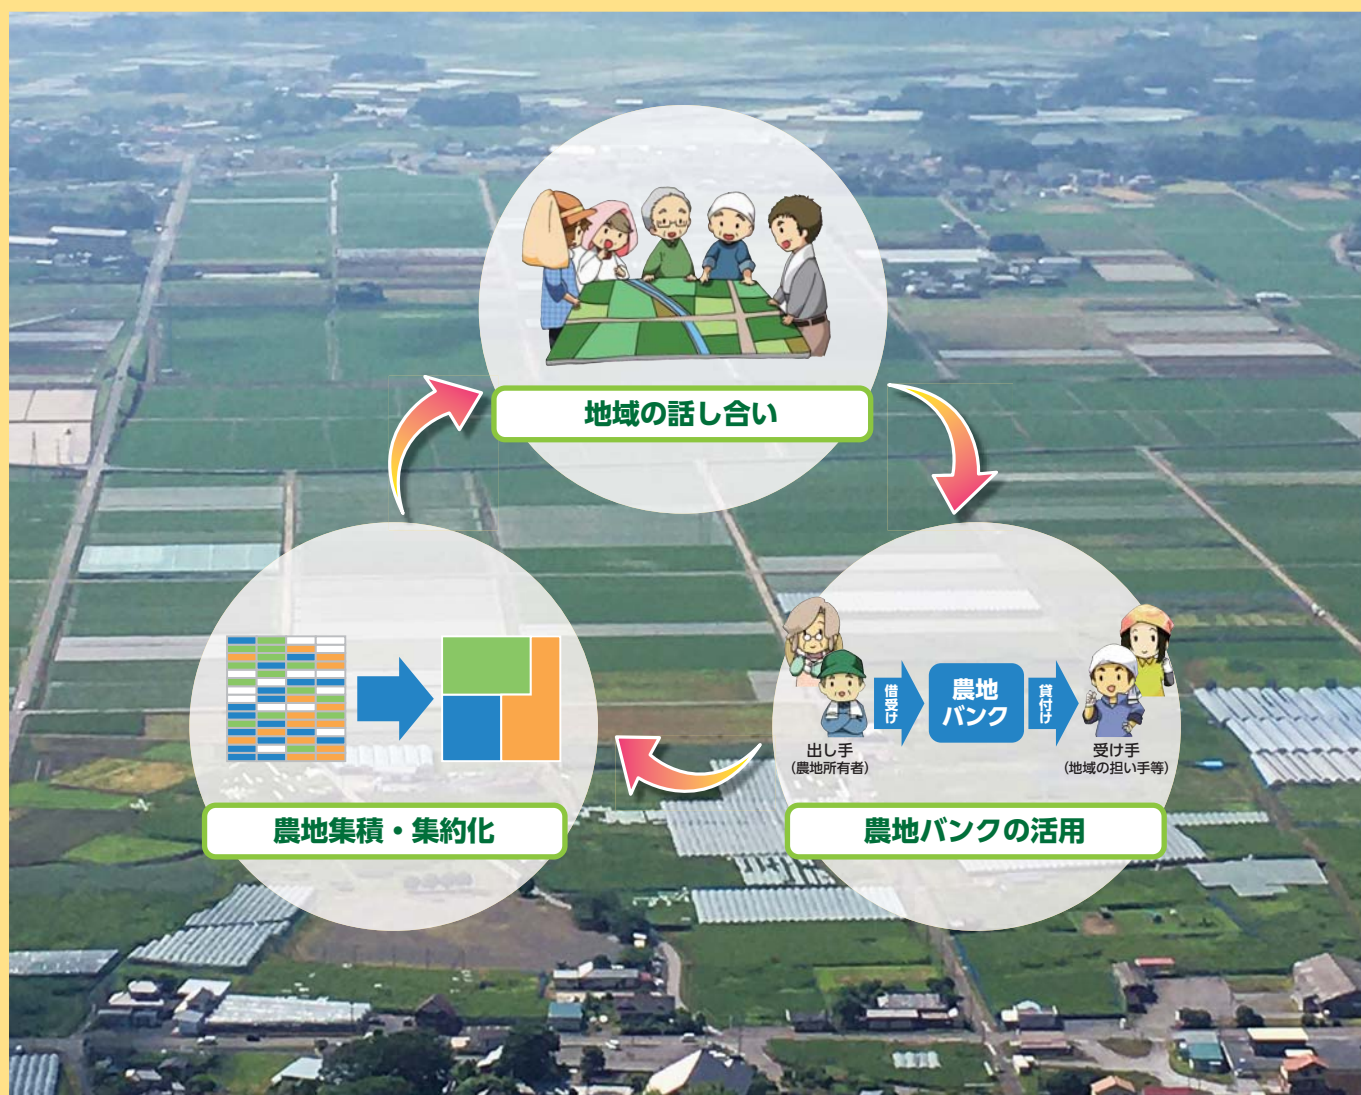 地域の話し合い
借受け
農地
バンク
貸付け
出し手
（農地所有者）
受け手
（地域の担い手等）
農地集積・集約化
農地バンクの活用